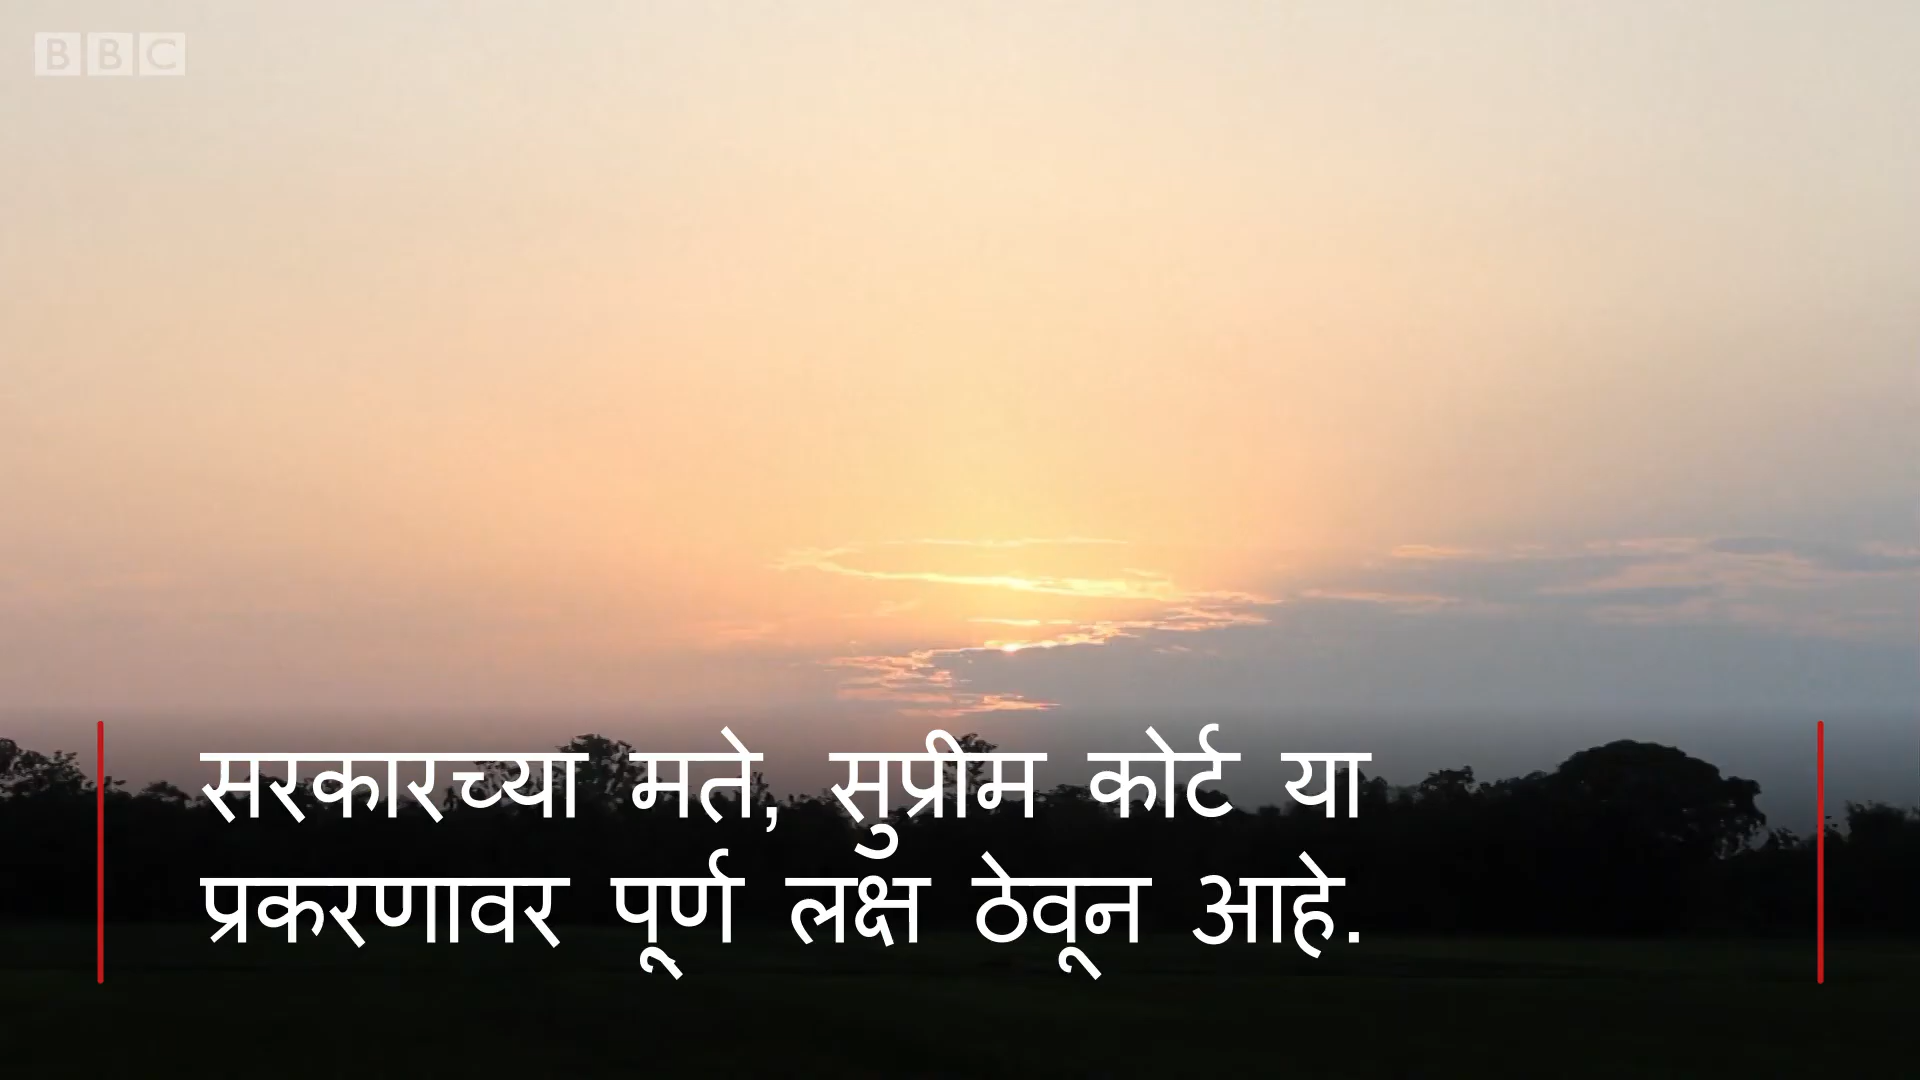 BBC
सरकारच्या मते, सुप्रीम कोर्ट या
प्रकरणावर पूर्ण लक्ष ठेवून आहे.